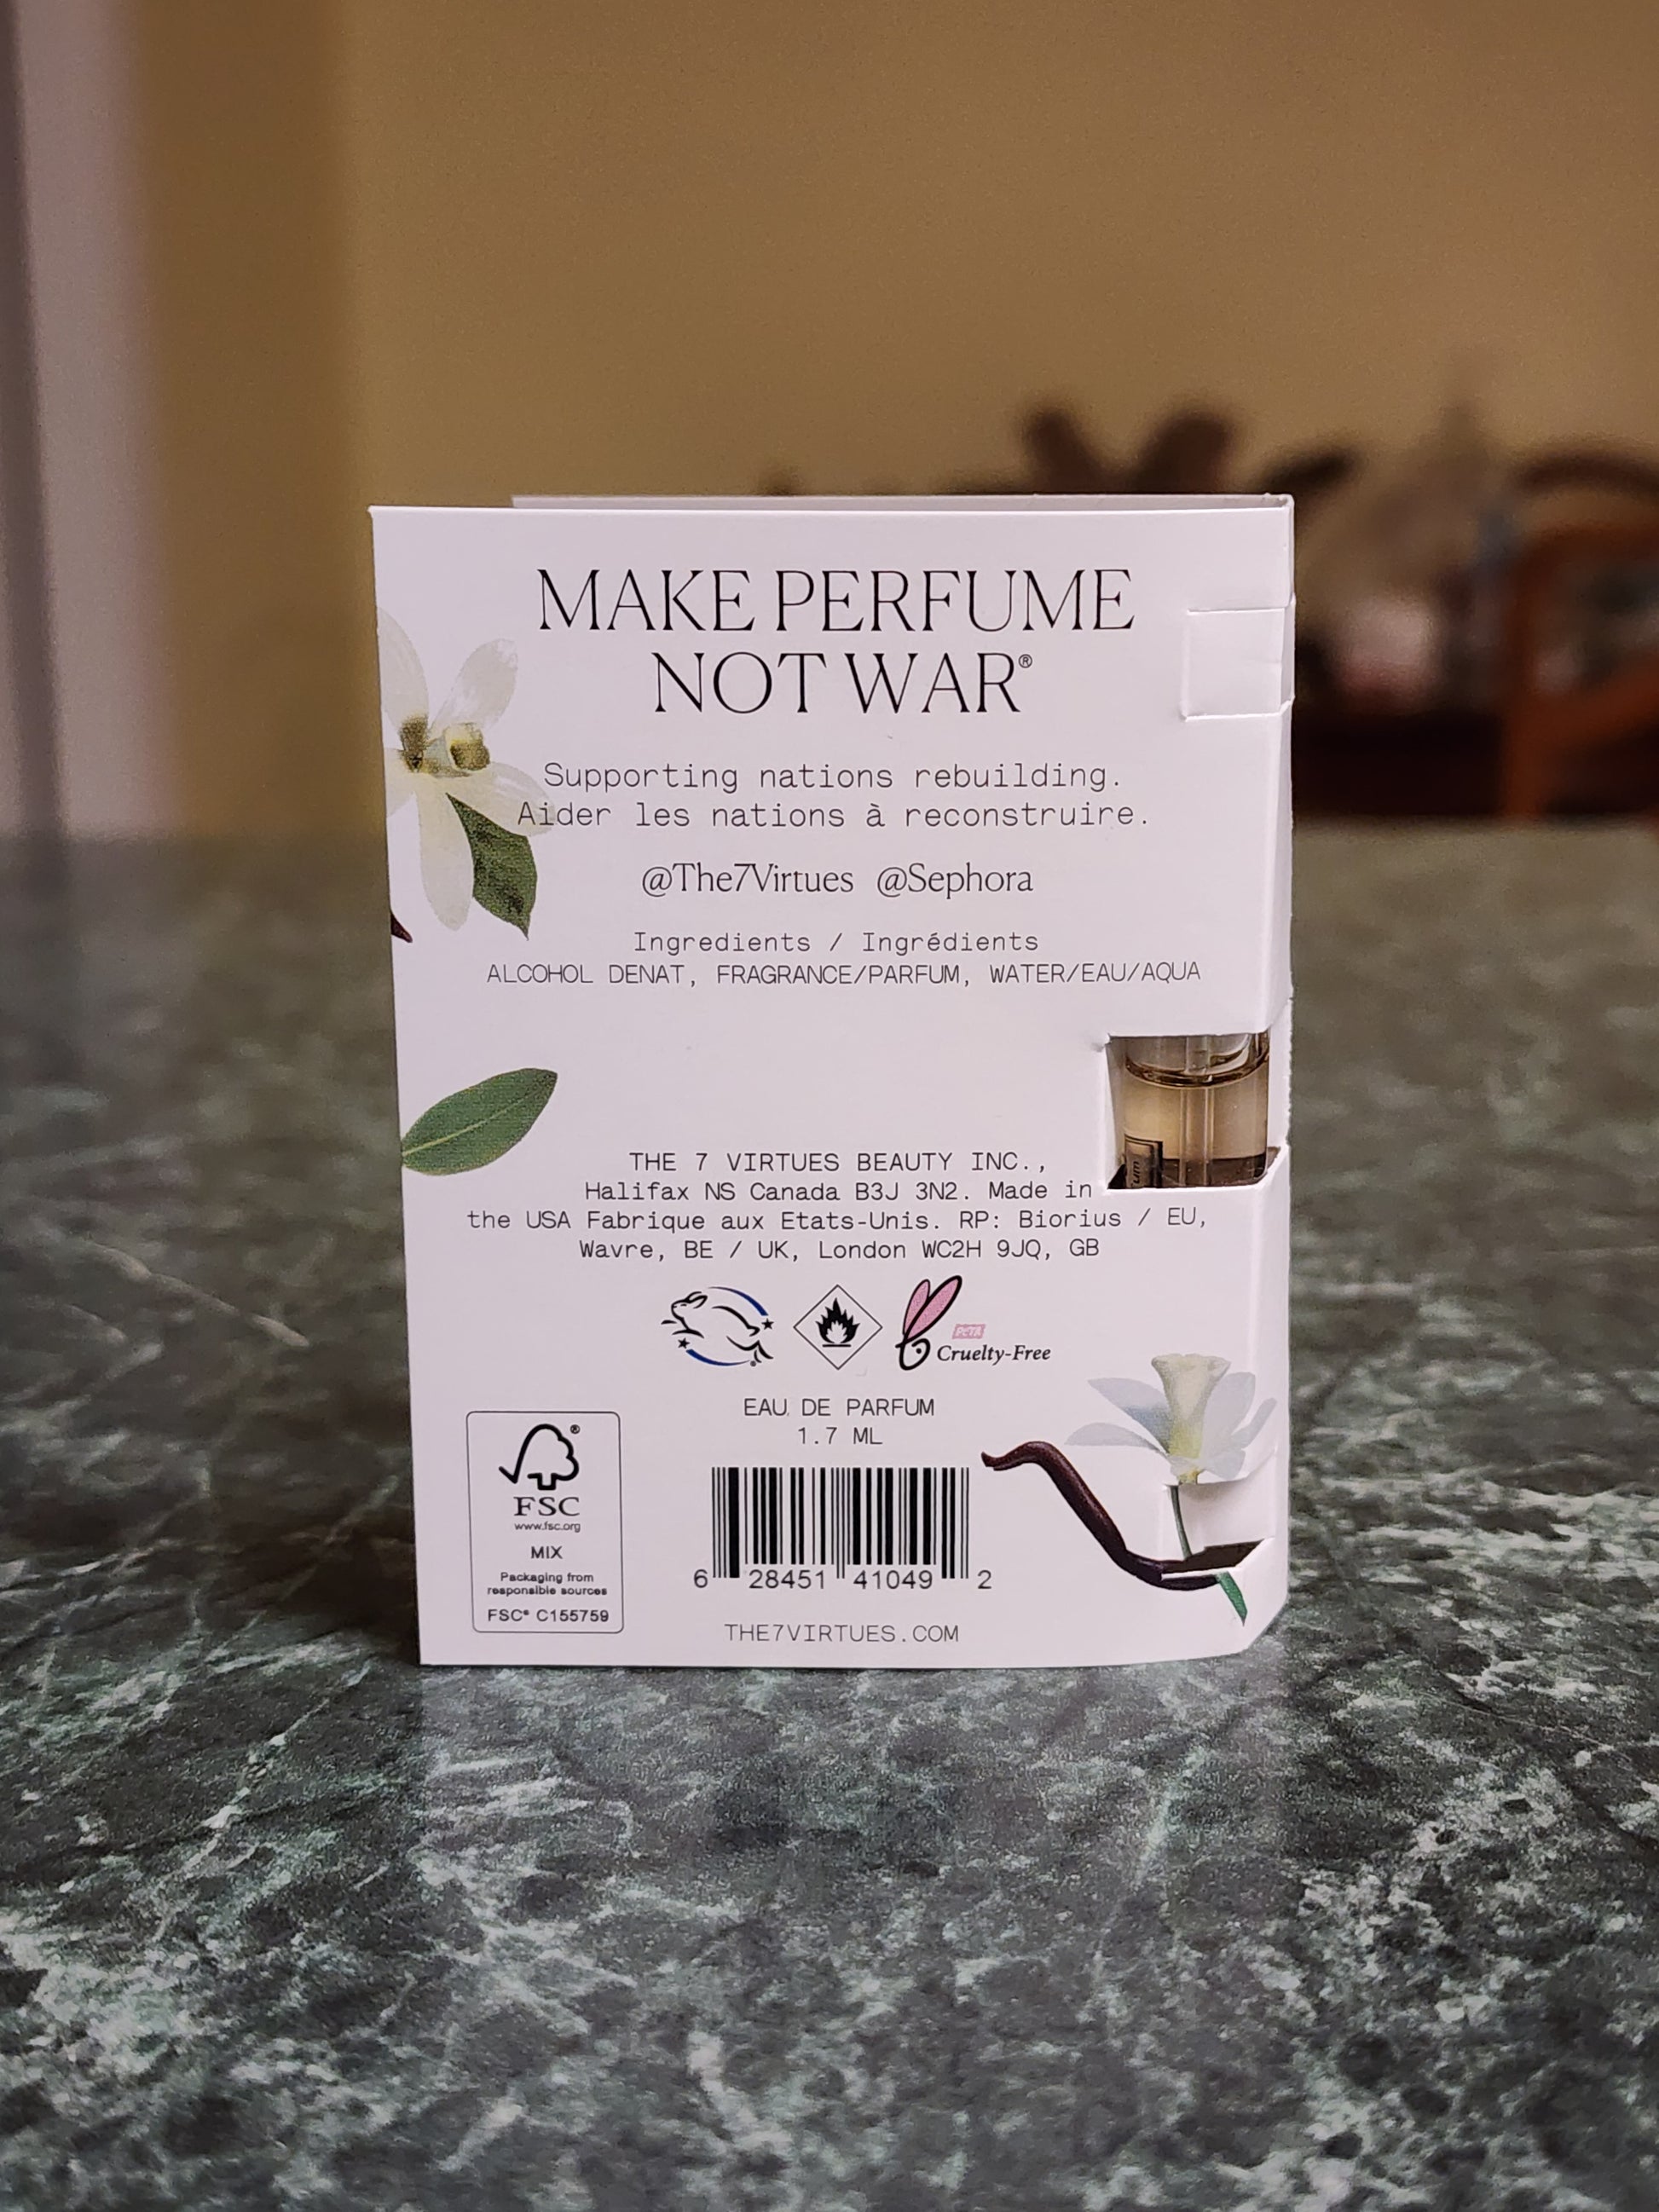 MAKE PERFUME
NOT WAR®
Supporting nations rebuilding.
Aider les nations à reconstruire.
@The7Virtues @Sephora
Ingredients / Ingrédients
ALCOHOL DENAT, FRAGRANCE/PARFUM, WATER/EAU/AQUA
THE 7 VIRTUES BEAUTY INC.,
Halifax NS Canada B3J 3N2. Made in
the USA Fabrique aux Etats-Unis. RP: Biorius / EU,
Wavre, BE / UK, London WC2H 9JQ, GB
PETA
Cruelty-Free
EAU DE PARFUM
1.7 ML
®
FSC
www.fsc.org
MIX
Packaging from
responsible sources
FSC® C155759
6 28451 41049 2
THE7VIRTUES.COM